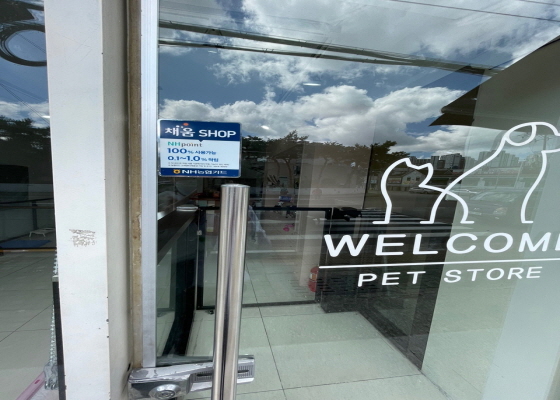 채움 SHOP
NHpoint
100% 사용가능
0.1~1.0% 적립
NH농협카드
WELCOME
PET STORE